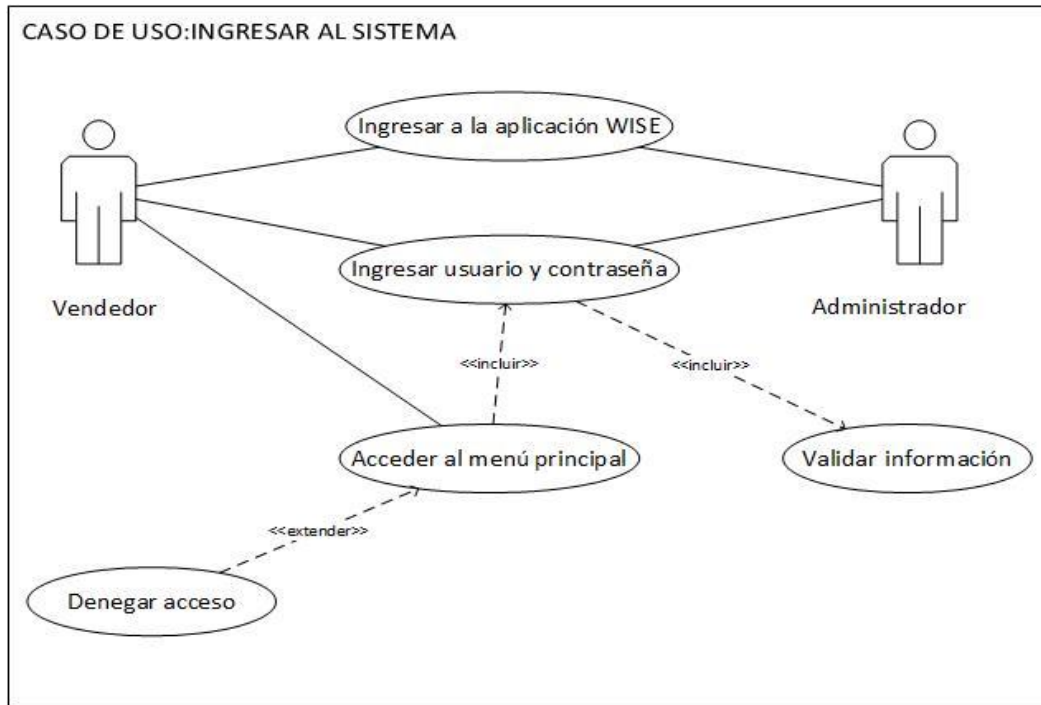 CASO DE USO:INGRESAR AL SISTEMA
Ingresar a la aplicación WISE
Ingresar usuario y contraseña
Vendedor
Administrador
<<incluir>>
<<incluir>>
Acceder al menú principal
Validar información
<<extender>>
Denegar acceso